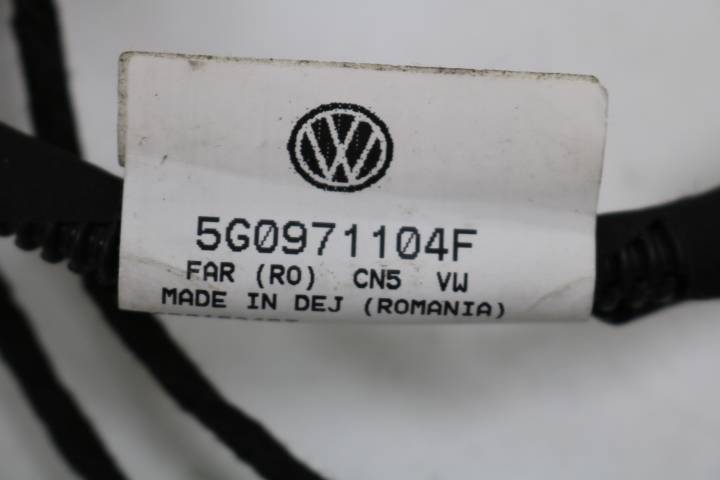 5G0971104F
FAR (RO) CN5 VW
MADE IN DEJ (ROMANIA)